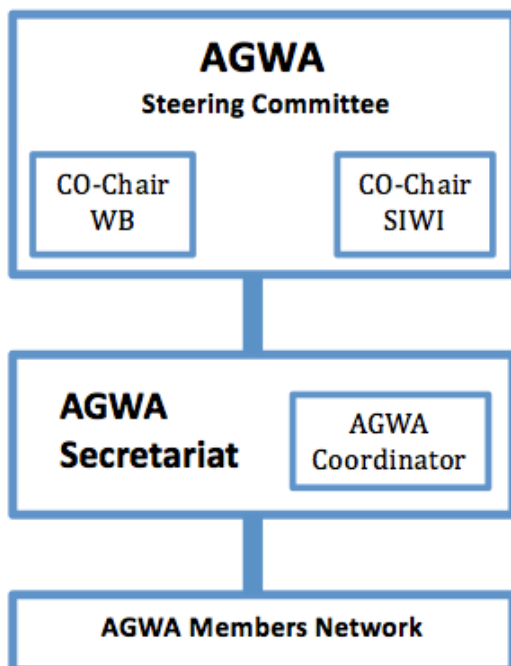 AGWA
Steering Committee
CO-Chair
WB
CO-Chair
SIWI
AGWA
Secretariat
AGWA
Coordinator
AGWA Members Network